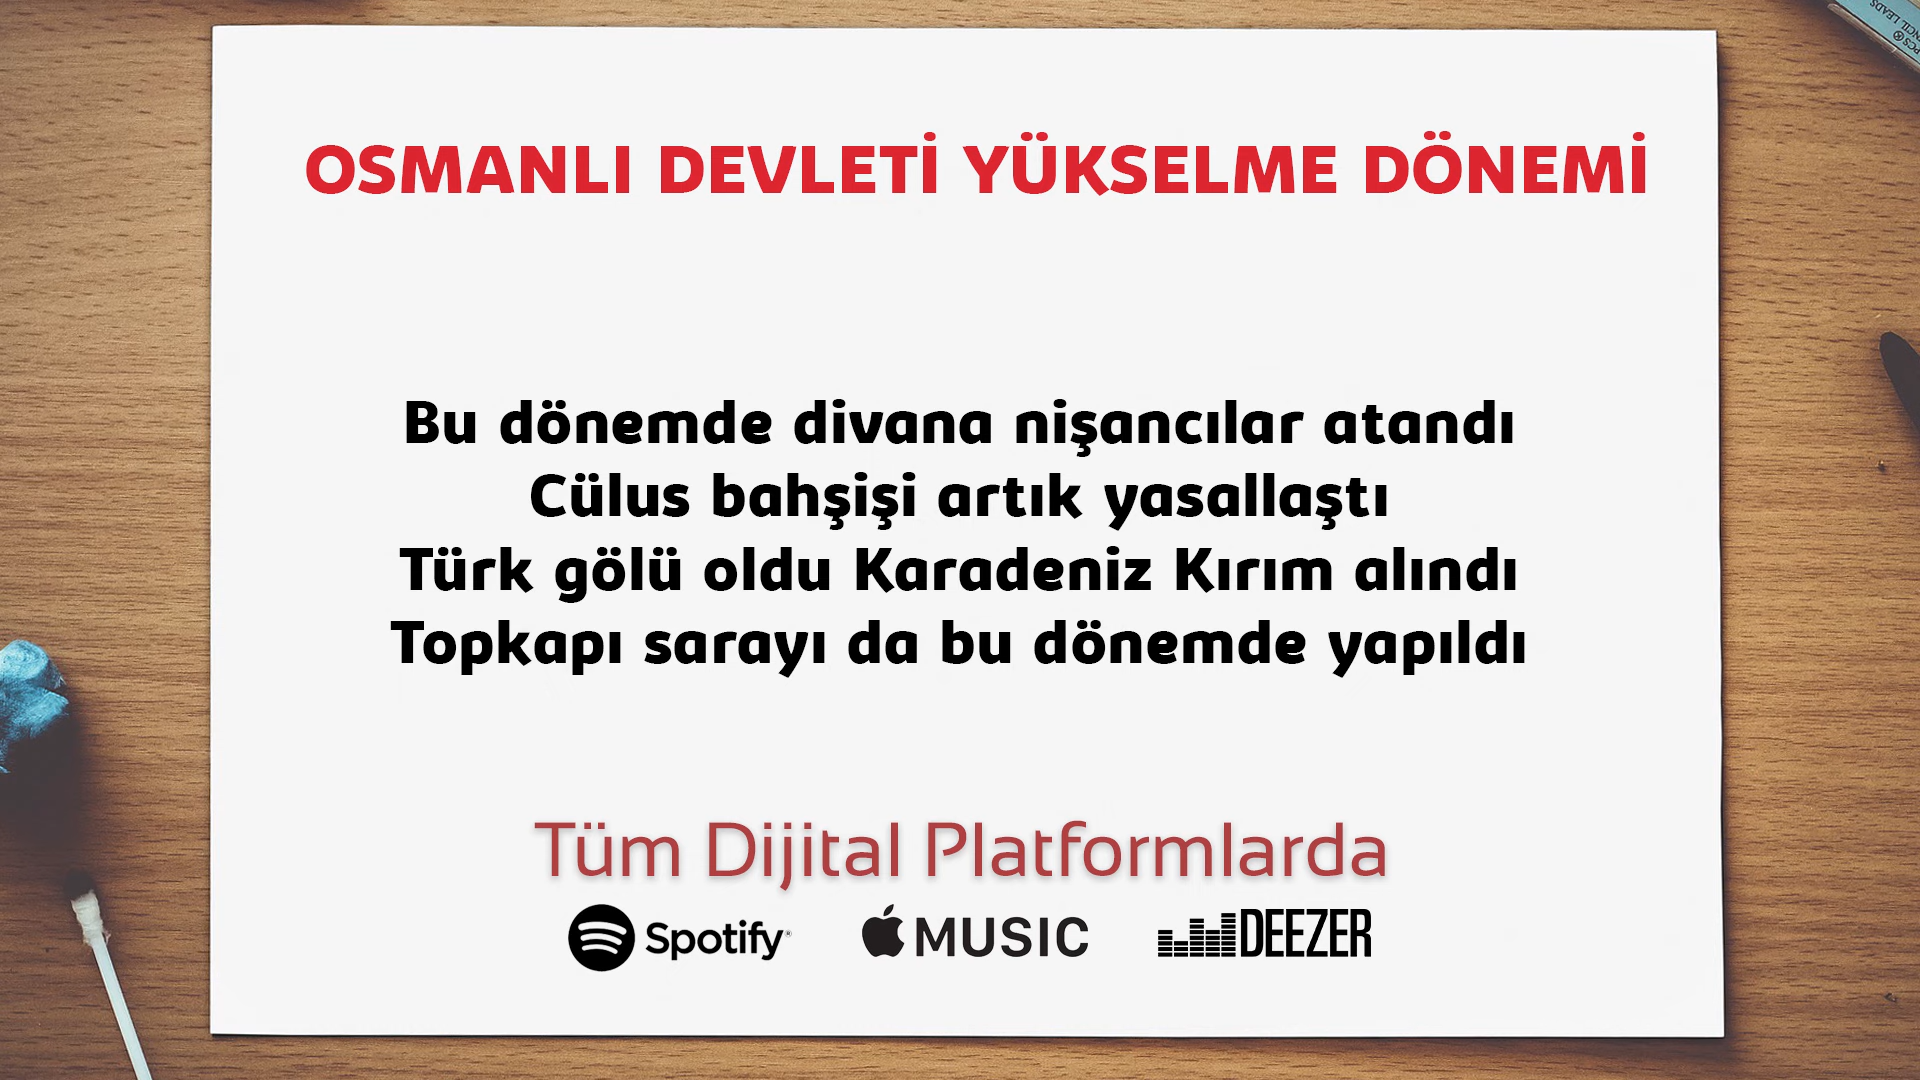 OSMANLI DEVLETİ YÜKSELME DÖNEMİ
Bu dönemde divana nişancılar atandı
Cülus bahşişi artık yasallaştı
Türk gölü oldu Karadeniz Kırım alındı
Topkapı sarayı da bu dönemde yapıldı
Tüm Dijital Platformlarda
Spotify® MUSIC DEEZER